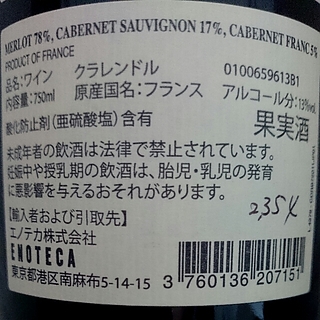 MERLOT 78%, CABERNET SAUVIGNON 17%, CABERNET FRANC 5%
PRODUCT OF FRANCE
品名：ワイン クラレンドル 0100659613B1
内容量：750ml 原産国名：フランス アルコール分：13%
酸化防止剤（亜硫酸塩）含有 果実酒
未成年者の飲酒は法律で禁止されています。
妊娠中や授乳期の飲酒は、胎児・乳児の発育
に悪影響を与えるおそれがあります。
235K
【輸入者および引取先】
エノテカ株式会社
ENOTECA
東京都港区南麻布5-14-15
3 760136 207151